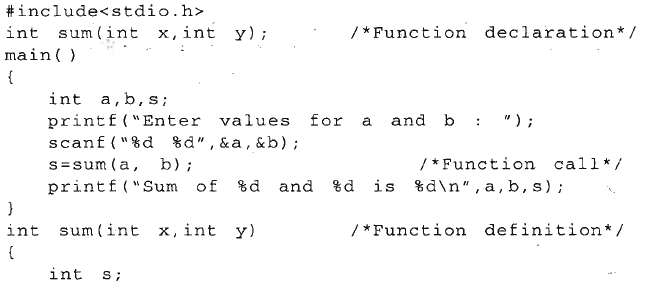 #include<stdio.h>
int sum(int x,int y); /*Function declaration*/
main( )
{
int a,b,s;
printf("Enter values for a and b : ");
scanf("%d %d",&a,&b);
s=sum(a, b); /*Function call*/
printf("Sum of %d and %d is %d\n",a,b,s);
}
int sum(int x,int y) /*Function definition*/
{
int s;